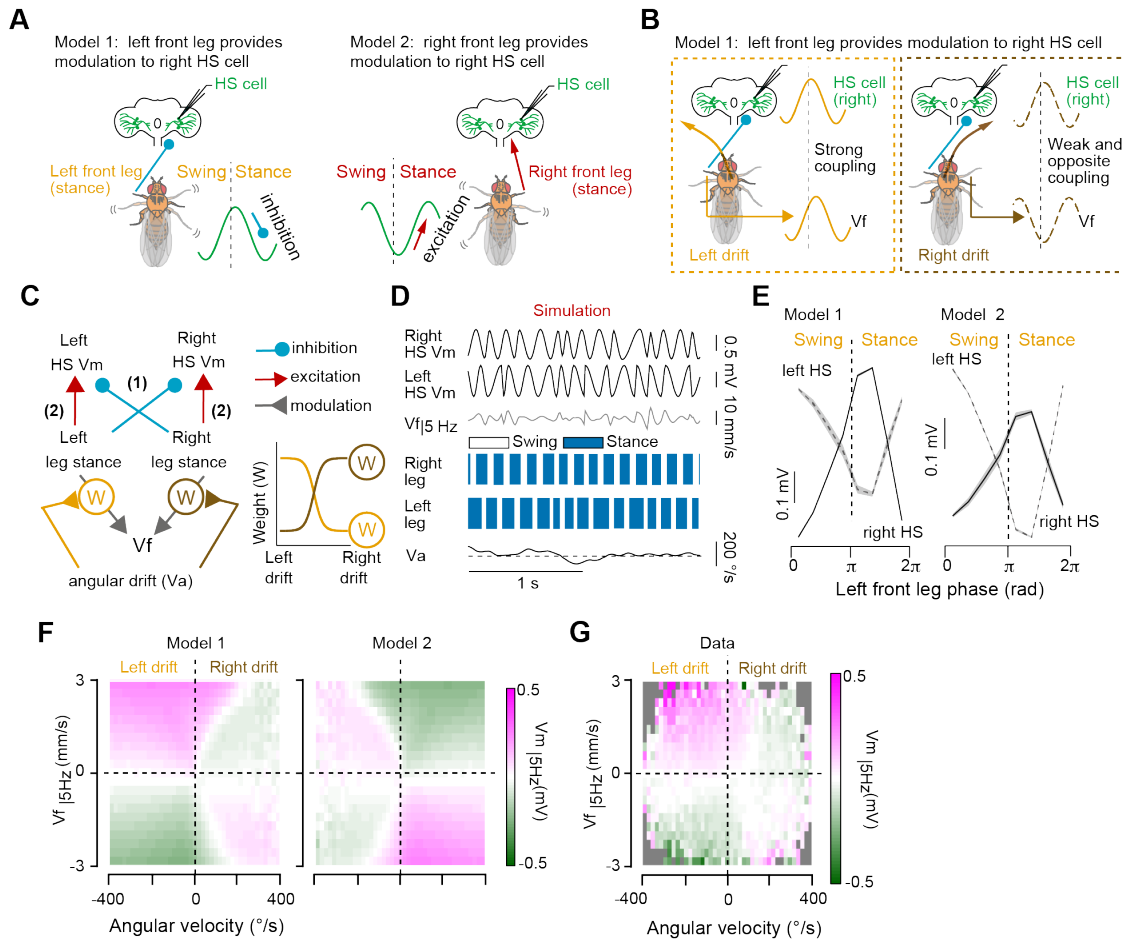 A
Model 1: left front leg provides
modulation to right HS cell
HS cell
Left front leg
(stance)
Swing
Stance
inhibition
Model 2: right front leg provides
modulation to right HS cell
HS cell
Swing
Stance
excitation
Right front leg
(stance)
B
Model 1: left front leg provides modulation to right HS cell
HS cell
(right)
Strong
coupling
Vf
Left drift
HS cell
(right)
Weak and
opposite
coupling
Vf
Right drift
C
Left
HS Vm
Right
HS Vm
(1)
(2)
(2)
Left
leg stance
Right
leg stance
W
W
Vf
angular drift (Va)
inhibition
excitation
modulation
Weight (W)
W
W
Left
drift
Right
drift
D
Simulation
Right
HS Vm
Left
HS Vm
0.5 mV
Vf|5 Hz
10 mm/s
Swing
Stance
Right
leg
Left
leg
Va
200 °/s
1 s
E
Model 1
Swing
Stance
left HS
0.1 mV
right HS
0
π
2π
Model 2
Swing
Stance
left HS
0.1 mV
right HS
0
π
2π
Left front leg phase (rad)
F
Model 1
Left drift
Right drift
Model 2
3
0
-3
Vf |5Hz (mm/s)
-400
0
400
Angular velocity (°/s)
0.5
-0.5
Vm |5Hz(mV)
G
Data
Left drift
Right drift
3
0
-3
Vf |5Hz (mm/s)
-400
0
400
Angular velocity (°/s)
0.5
-0.5
Vm |5Hz(mV)